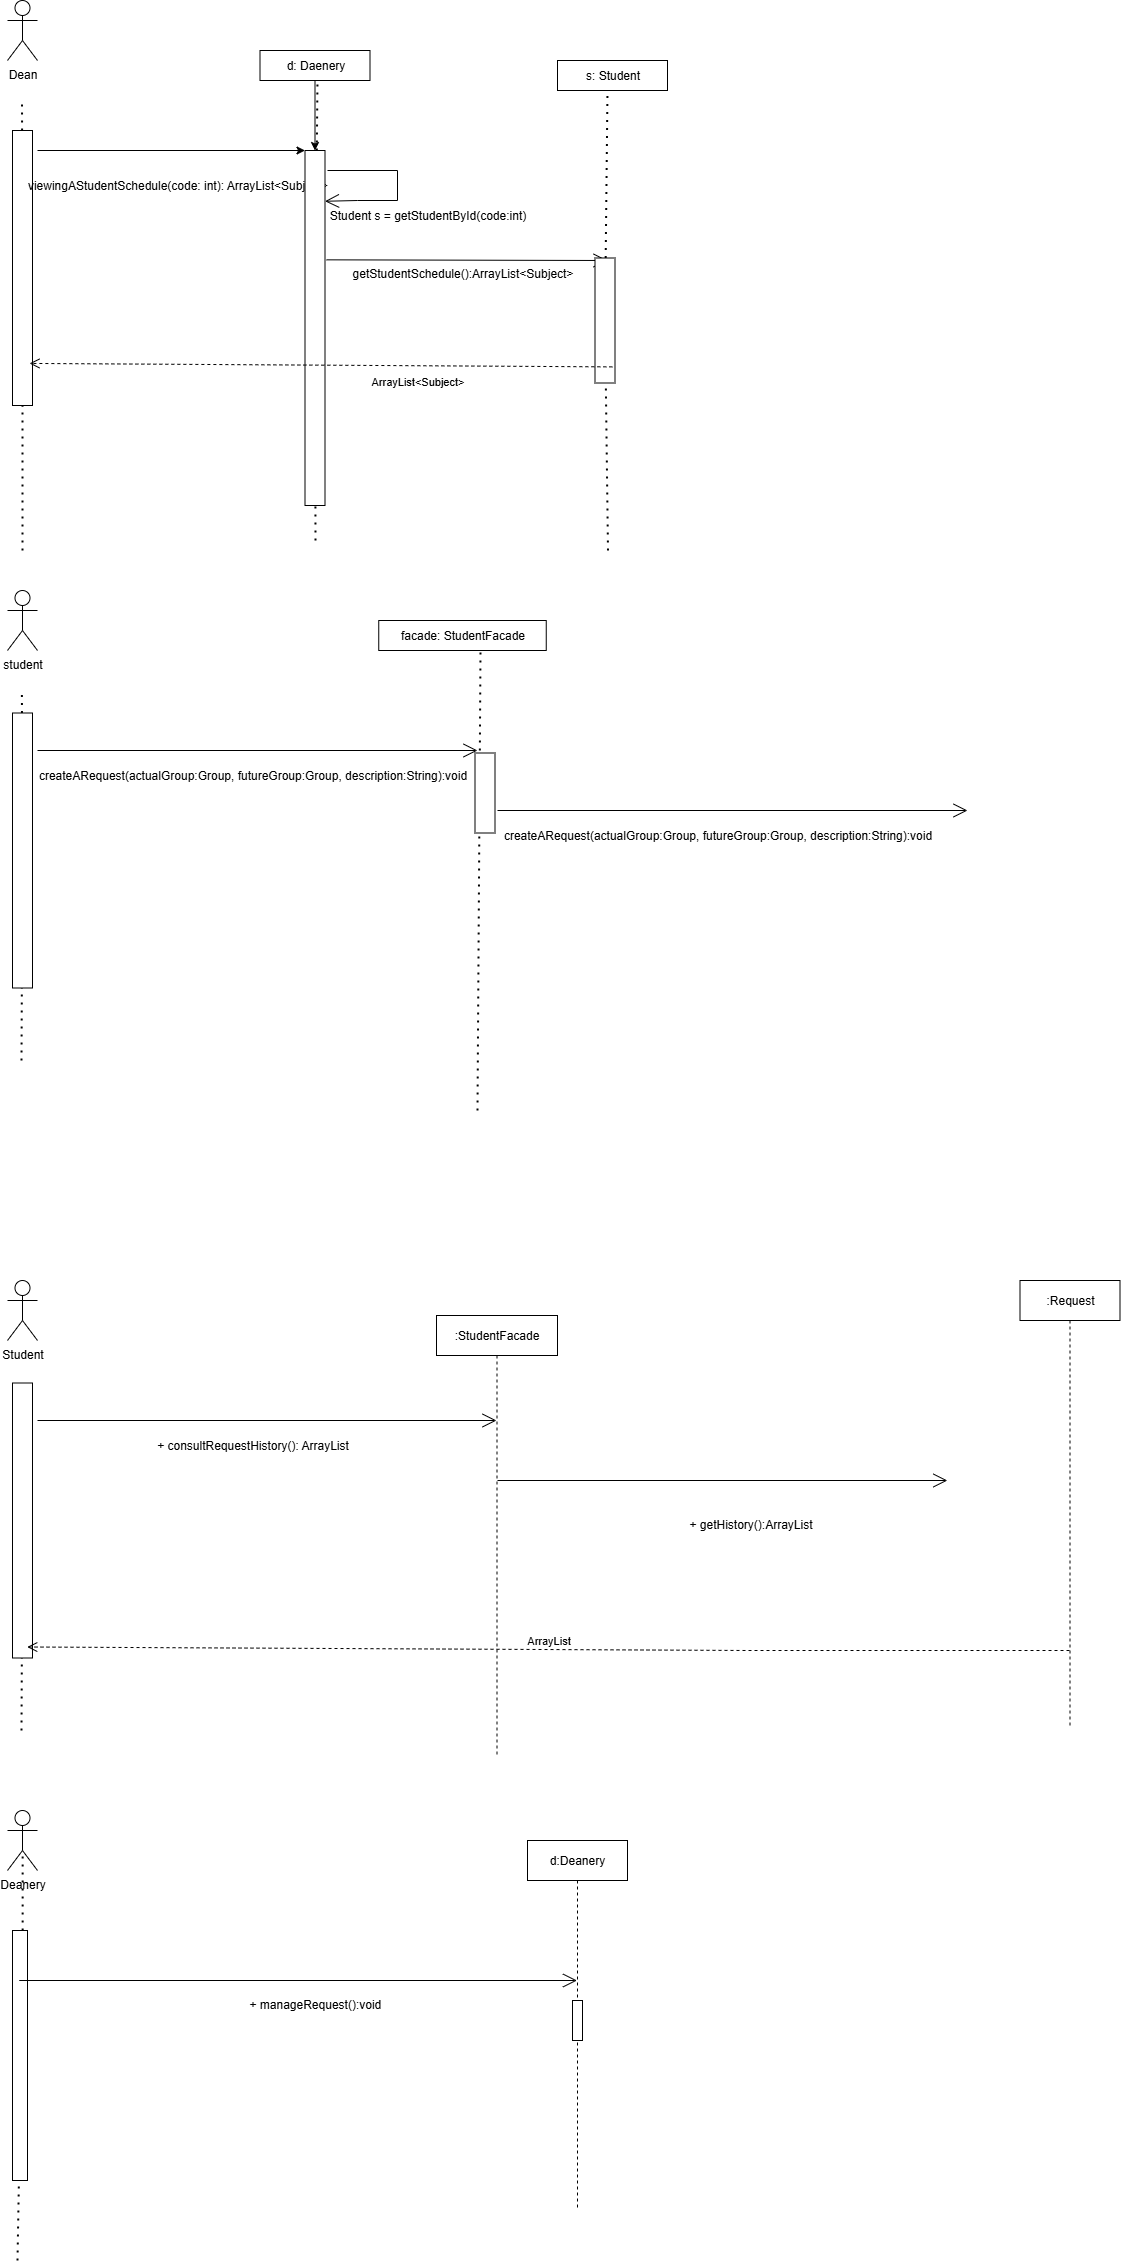 Dean
d: Daenery
s: Student
viewingAStudentSchedule(code: int): ArrayList<Subj
Student s = getStudentById(code:int)
getStudentSchedule():ArrayList<Subject>
ArrayList<Subject>
student
facade: StudentFacade
createARequest(actualGroup:Group, futureGroup:Group, description:String):void
createARequest(actualGroup:Group, futureGroup:Group, description:String):void
Student
:StudentFacade
:Request
+ consultRequestHistory(): ArrayList
+ getHistory():ArrayList
ArrayList
Deanery
d:Deanery
+ manageRequest():void